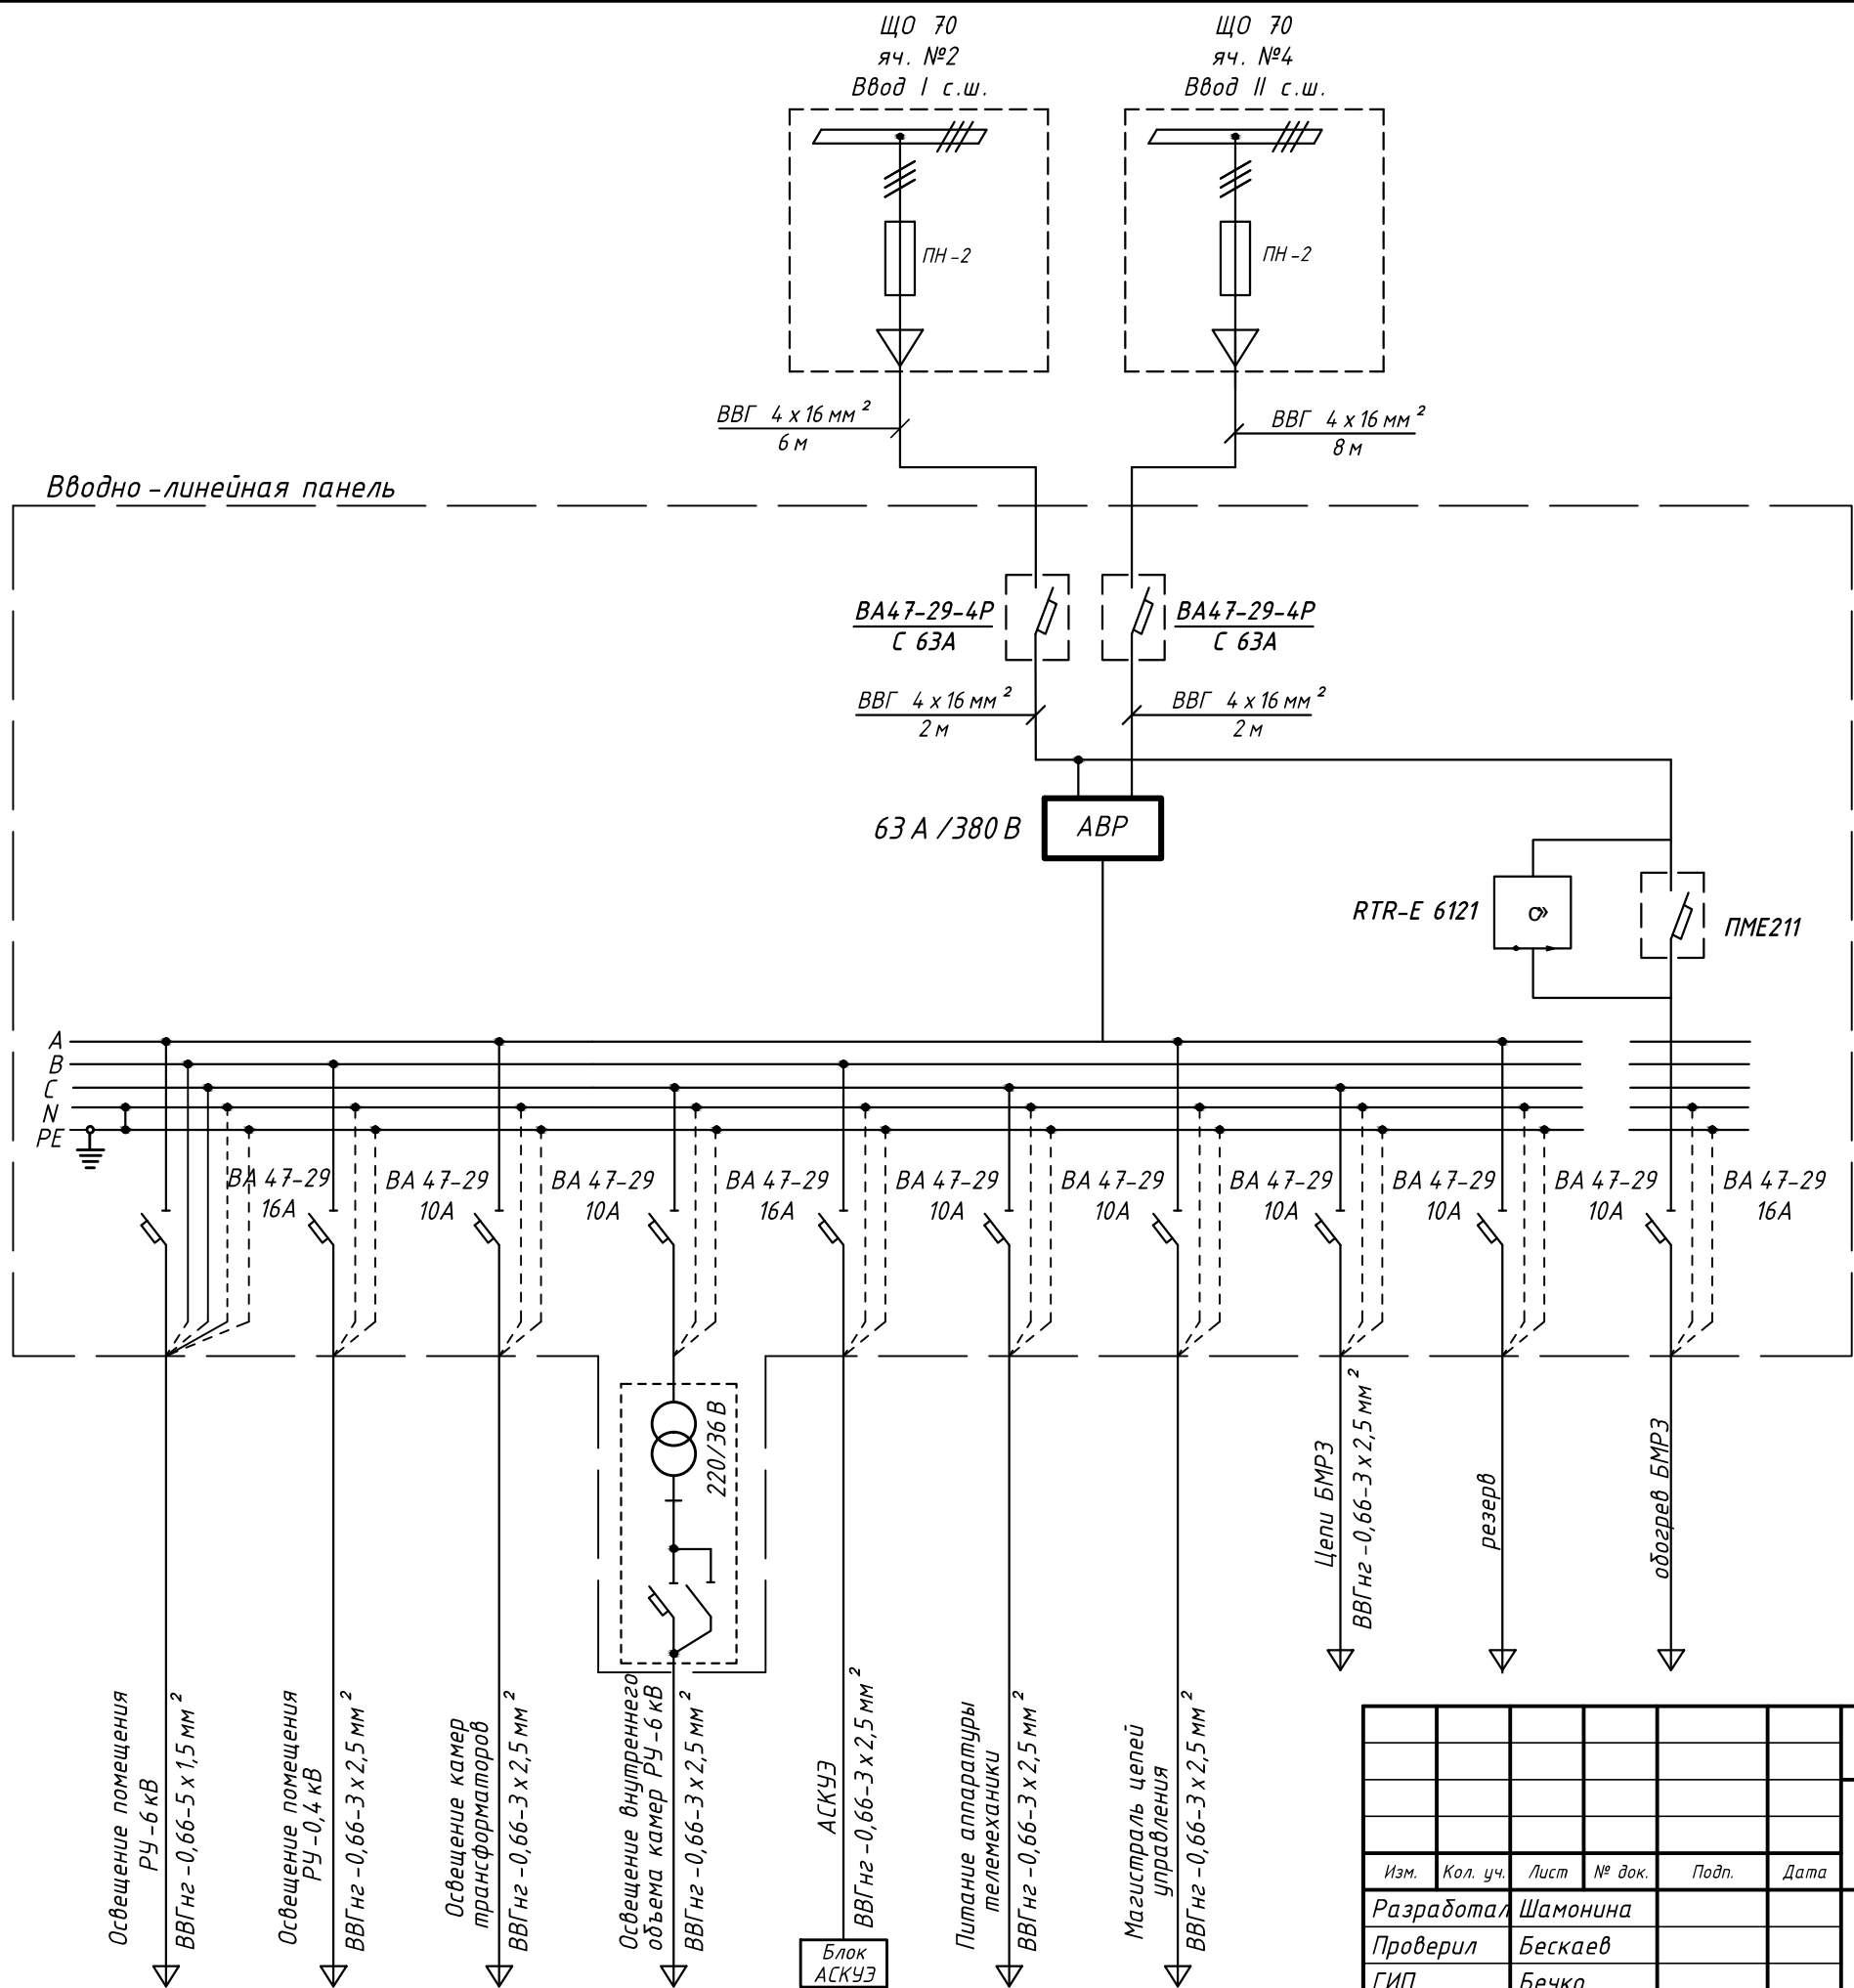 ЩО 70
яч. №2
Ввод I с.ш.
ЩО 70
яч. №4
Ввод II с.ш.
ПН-2
ПН-2
ВВГ 4 х 16 мм²
6 м
ВВГ 4 х 16 мм²
8 м
Вводно-линейная панель
ВА47-29-4Р
С 63А
ВА47-29-4Р
С 63А
ВВГ 4 х 16 мм²
2 м
ВВГ 4 х 16 мм²
2 м
63 А /380 В
АВР
RTR-E 6121
ПМЕ211
A
B
C
N
PE
ВА 47-29
16А
ВА 47-29
10А
ВА 47-29
10А
ВА 47-29
16А
ВА 47-29
10А
ВА 47-29
10А
ВА 47-29
10А
ВА 47-29
10А
ВА 47-29
10А
ВА 47-29
16А
220/36 В
Освещение помещения
РУ-6 кВ
ВВГнг-0,66-5 х 1,5 мм²
Освещение помещения
РУ-0,4 кВ
ВВГнг-0,66-3 х 2,5 мм²
Освещение камер
трансформаторов
ВВГнг-0,66-3 х 2,5 мм²
Освещение внутреннего
объема камер РУ-6 кВ
ВВГнг-0,66-3 х 2,5 мм²
АСКУЭ
ВВГнг-0,66-3 х 2,5 мм²
Блок
АСКУЭ
Питание аппаратуры
телемеханики
ВВГнг-0,66-3 х 2,5 мм²
Магистраль цепей
управления
ВВГнг-0,66-3 х 2,5 мм²
Цепи БМРЗ
ВВГнг-0,66-3 х 2,5 мм²
резерв
обогрев БМРЗ
Изм. Кол. уч. Лист № док. Подп. Дата
Разработал Шамонина
Проверил Бескаев
ГИП Бечко